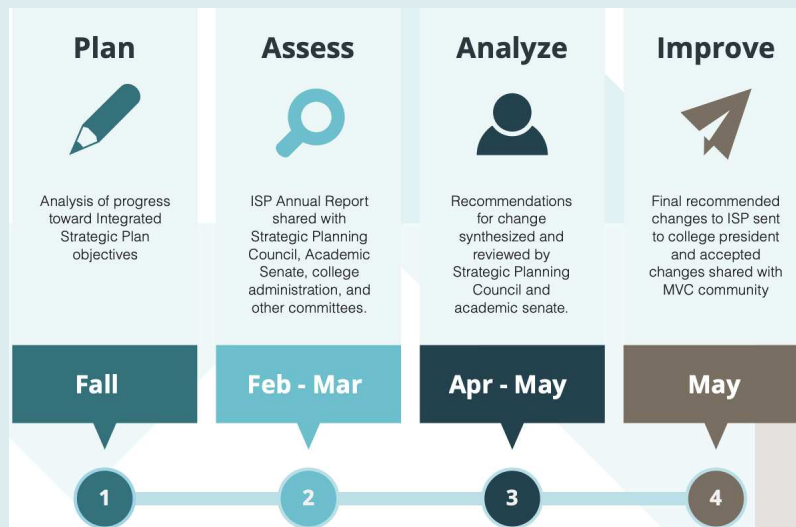 Plan
Analysis of progress
toward Integrated
Strategic Plan
objectives
Fall
1
Assess
ISP Annual Report
shared with
Strategic Planning
Council, Academic
Senate, college
administration, and
other committees.
Feb - Mar
2
Analyze
Recommendations
for change
synthesized and
reviewed by
Strategic Planning
Council and
academic senate.
Apr - May
3
Improve
Final recommended
changes to ISP sent
to college president
and accepted
changes shared with
MVC community
May
4